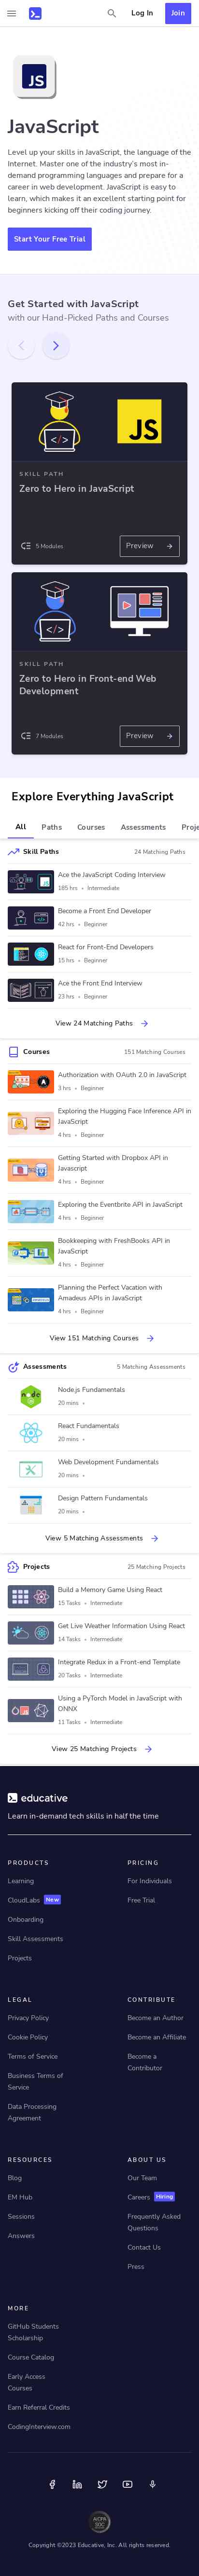 Log In
Join
JS
JavaScript
Level up your skills in JavaScript, the language of the
Internet. Master one of the industry’s most in-
demand programming languages and prepare for a
career in web development. JavaScript is easy to
learn, which makes it an excellent starting point for
beginners kicking off their coding journey.
Start Your Free Trial
Get Started with JavaScript
with our Hand-Picked Paths and Courses
</>
JS
SKILL PATH
Zero to Hero in JavaScript
5 Modules
Preview
</>
SKILL PATH
Zero to Hero in Front-end Web
Development
7 Modules
Preview
Explore Everything JavaScript
All
Paths
Courses
Assessments
Proje
Skill Paths
24 Matching Paths
Ace the JavaScript Coding Interview
185 hrs • Intermediate
Become a Front End Developer
42 hrs • Beginner
React for Front-End Developers
15 hrs • Beginner
Ace the Front End Interview
23 hrs • Beginner
View 24 Matching Paths
Courses
151 Matching Courses
Authorization with OAuth 2.0 in JavaScript
3 hrs • Beginner
Exploring the Hugging Face Inference API in
JavaScript
4 hrs • Beginner
Getting Started with Dropbox API in
Javascript
4 hrs • Beginner
Exploring the Eventbrite API in JavaScript
4 hrs • Beginner
Bookkeeping with FreshBooks API in
JavaScript
4 hrs • Beginner
Planning the Perfect Vacation with
Amadeus APIs in JavaScript
4 hrs • Beginner
View 151 Matching Courses
Assessments
5 Matching Assessments
node
Node.js Fundamentals
20 mins •
React Fundamentals
20 mins •
Web Development Fundamentals
20 mins •
Design Pattern Fundamentals
20 mins •
View 5 Matching Assessments
Projects
25 Matching Projects
Build a Memory Game Using React
15 Tasks • Intermediate
Get Live Weather Information Using React
14 Tasks • Intermediate
Integrate Redux in a Front-end Template
20 Tasks • Intermediate
Using a PyTorch Model in JavaScript with
ONNX
11 Tasks • Intermediate
View 25 Matching Projects
educative
Learn in-demand tech skills in half the time
PRODUCTS
Learning
CloudLabs New
Onboarding
Skill Assessments
Projects
PRICING
For Individuals
Free Trial
LEGAL
Privacy Policy
Cookie Policy
Terms of Service
Business Terms of
Service
Data Processing
Agreement
CONTRIBUTE
Become an Author
Become an Affiliate
Become a
Contributor
RESOURCES
Blog
EM Hub
Sessions
Answers
ABOUT US
Our Team
Careers Hiring
Frequently Asked
Questions
Contact Us
Press
MORE
GitHub Students
Scholarship
Course Catalog
Early Access
Courses
Earn Referral Credits
CodingInterview.com
AICPA
SOC
Copyright ©2023 Educative, Inc. All rights reserved.